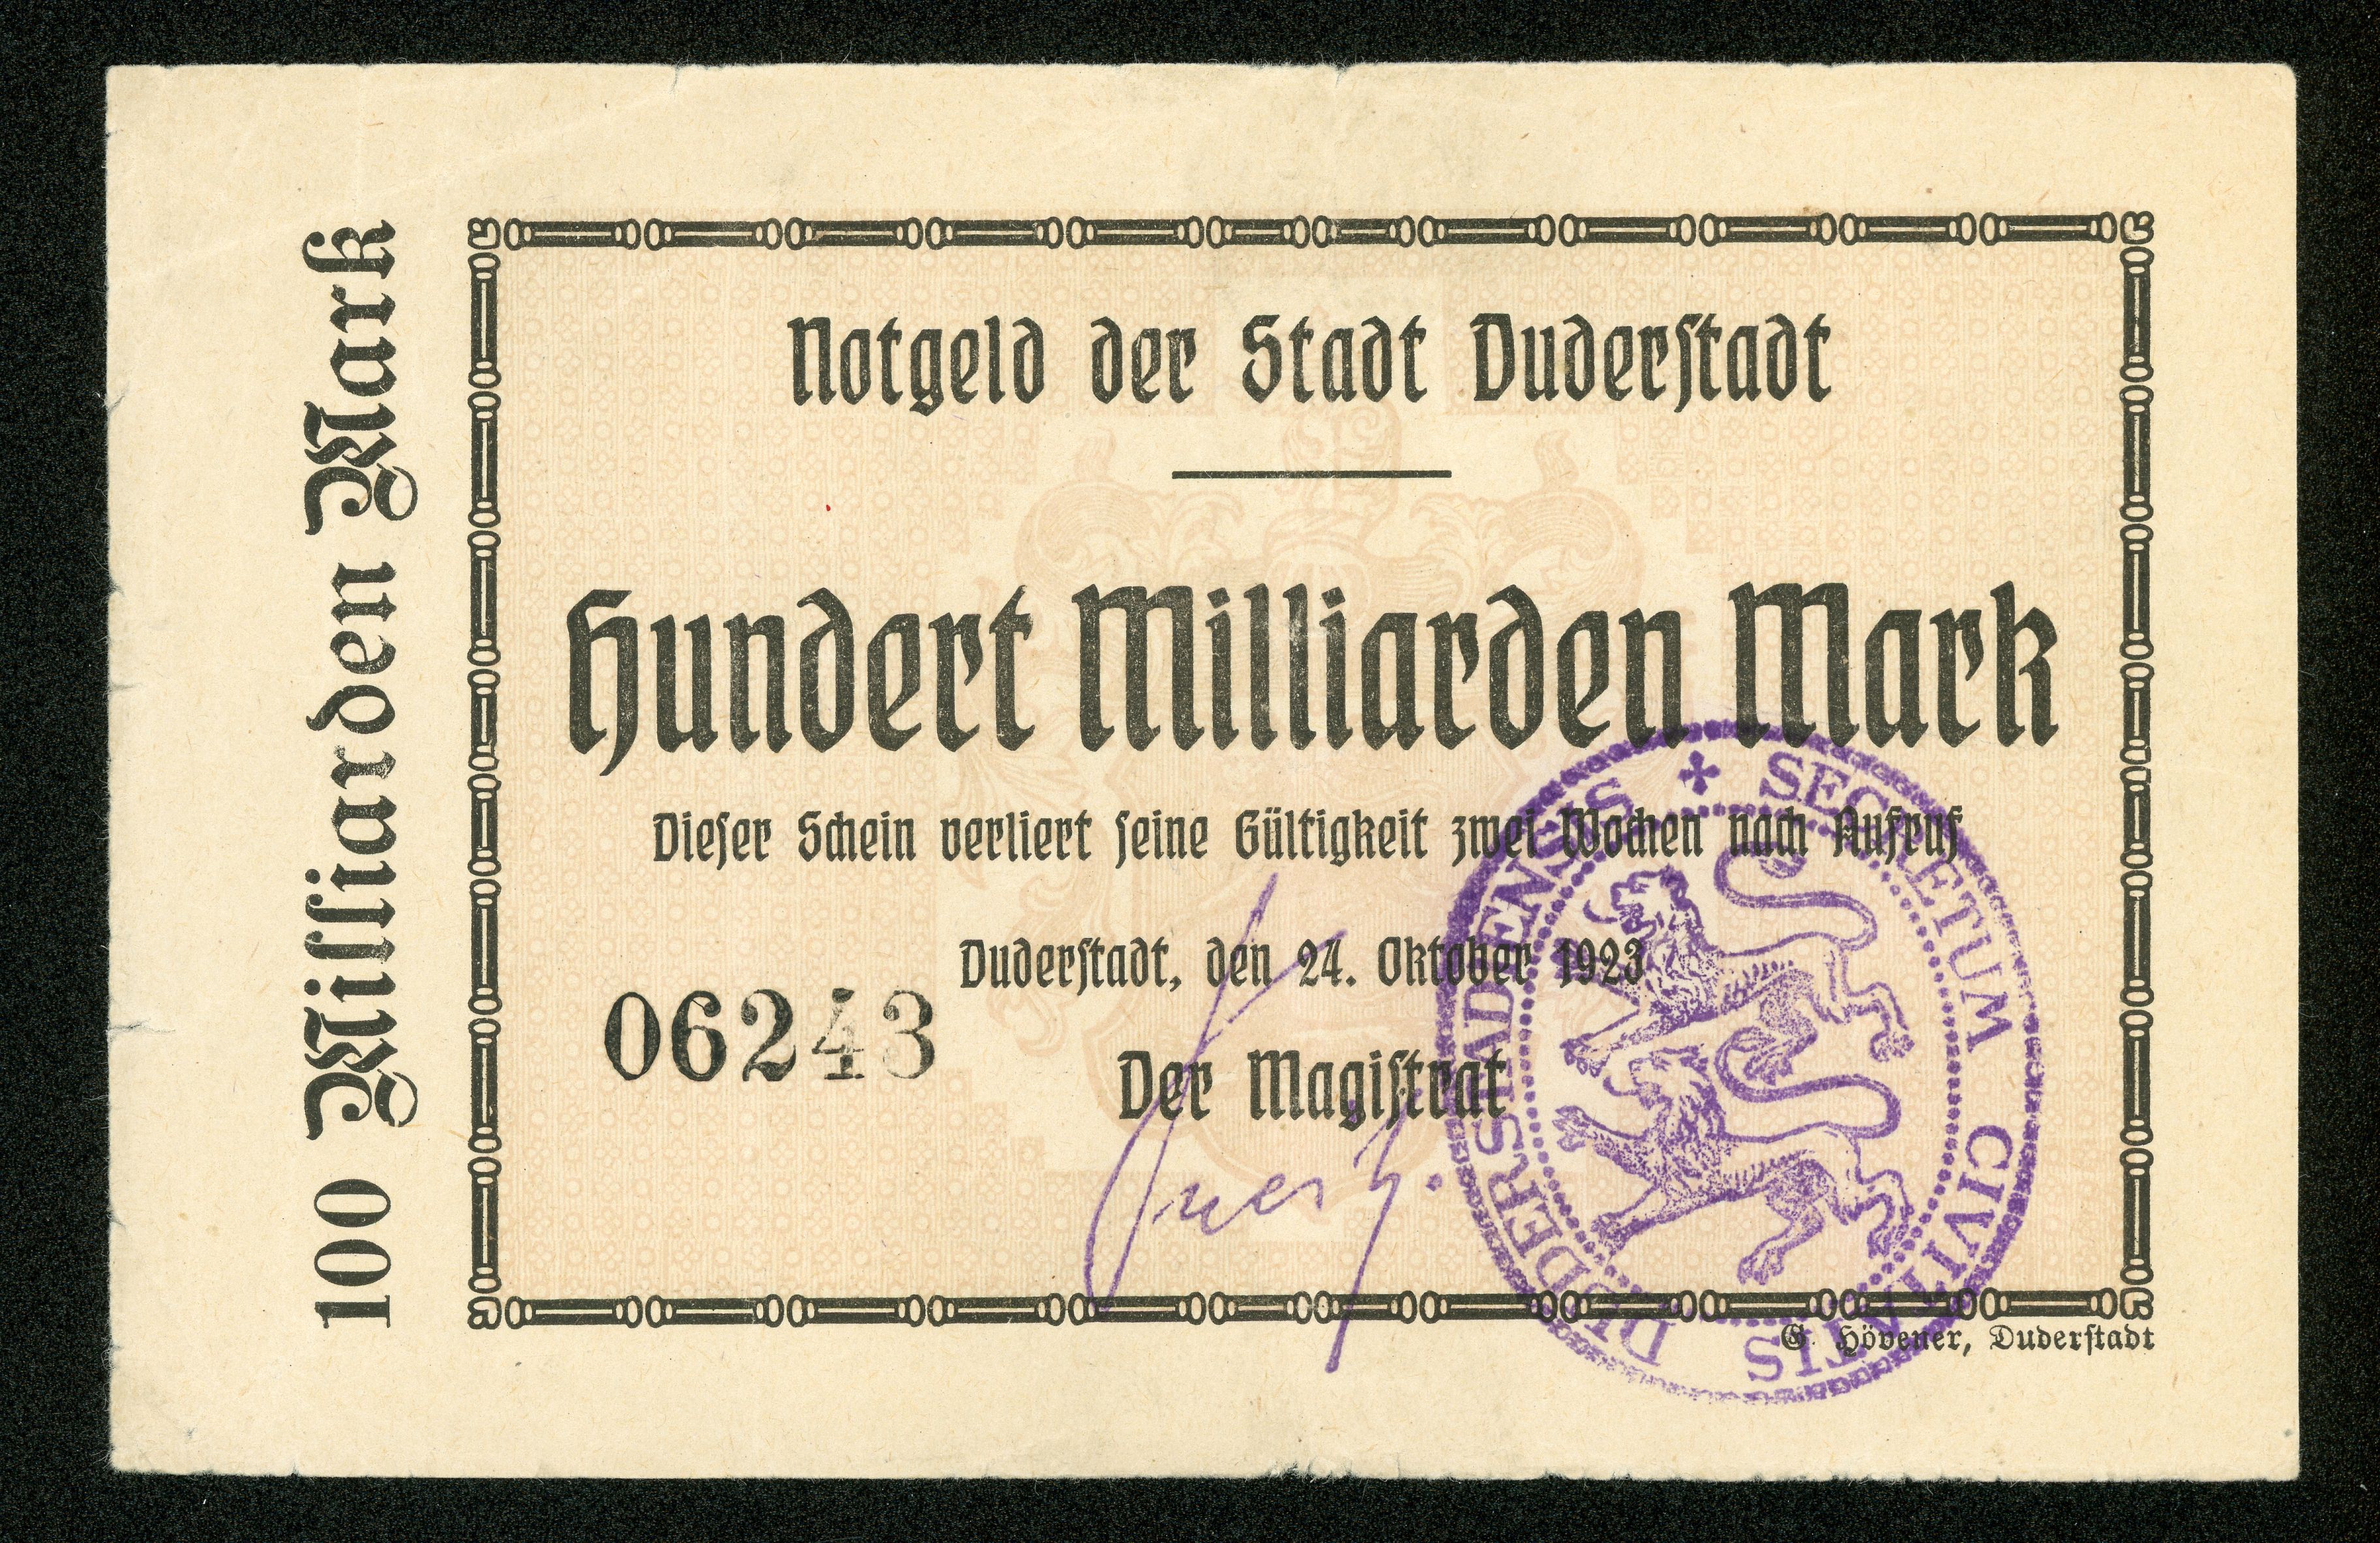 100 Milliarden Mark
Notgeld der Stadt Duderstadt
Hundert Milliarden Mark
Dieser Schein verliert seine Gültigkeit zwei Wochen nach Aufruf
Duderstadt, den 24. Oktober 1923
06243
Der Magistrat
SECRETUM CIVITATIS DUDERSTADENSIS
G. Hövener, Duderstadt